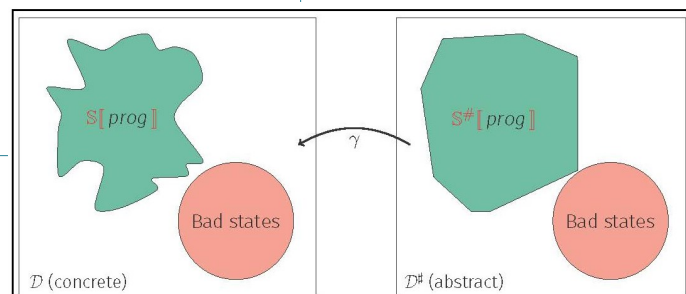 𝕊⟦ prog ⟧
Bad states
𝒟 (concrete)
γ
𝕊#⟦ prog ⟧
Bad states
𝒟♯ (abstract)